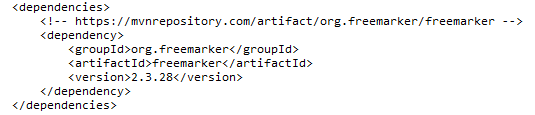 <dependencies>
<!-- https://mvnrepository.com/artifact/org.freemarker/freemarker -->
<dependency>
<groupId>org.freemarker</groupId>
<artifactId>freemarker</artifactId>
<version>2.3.28</version>
</dependency>
</dependencies>